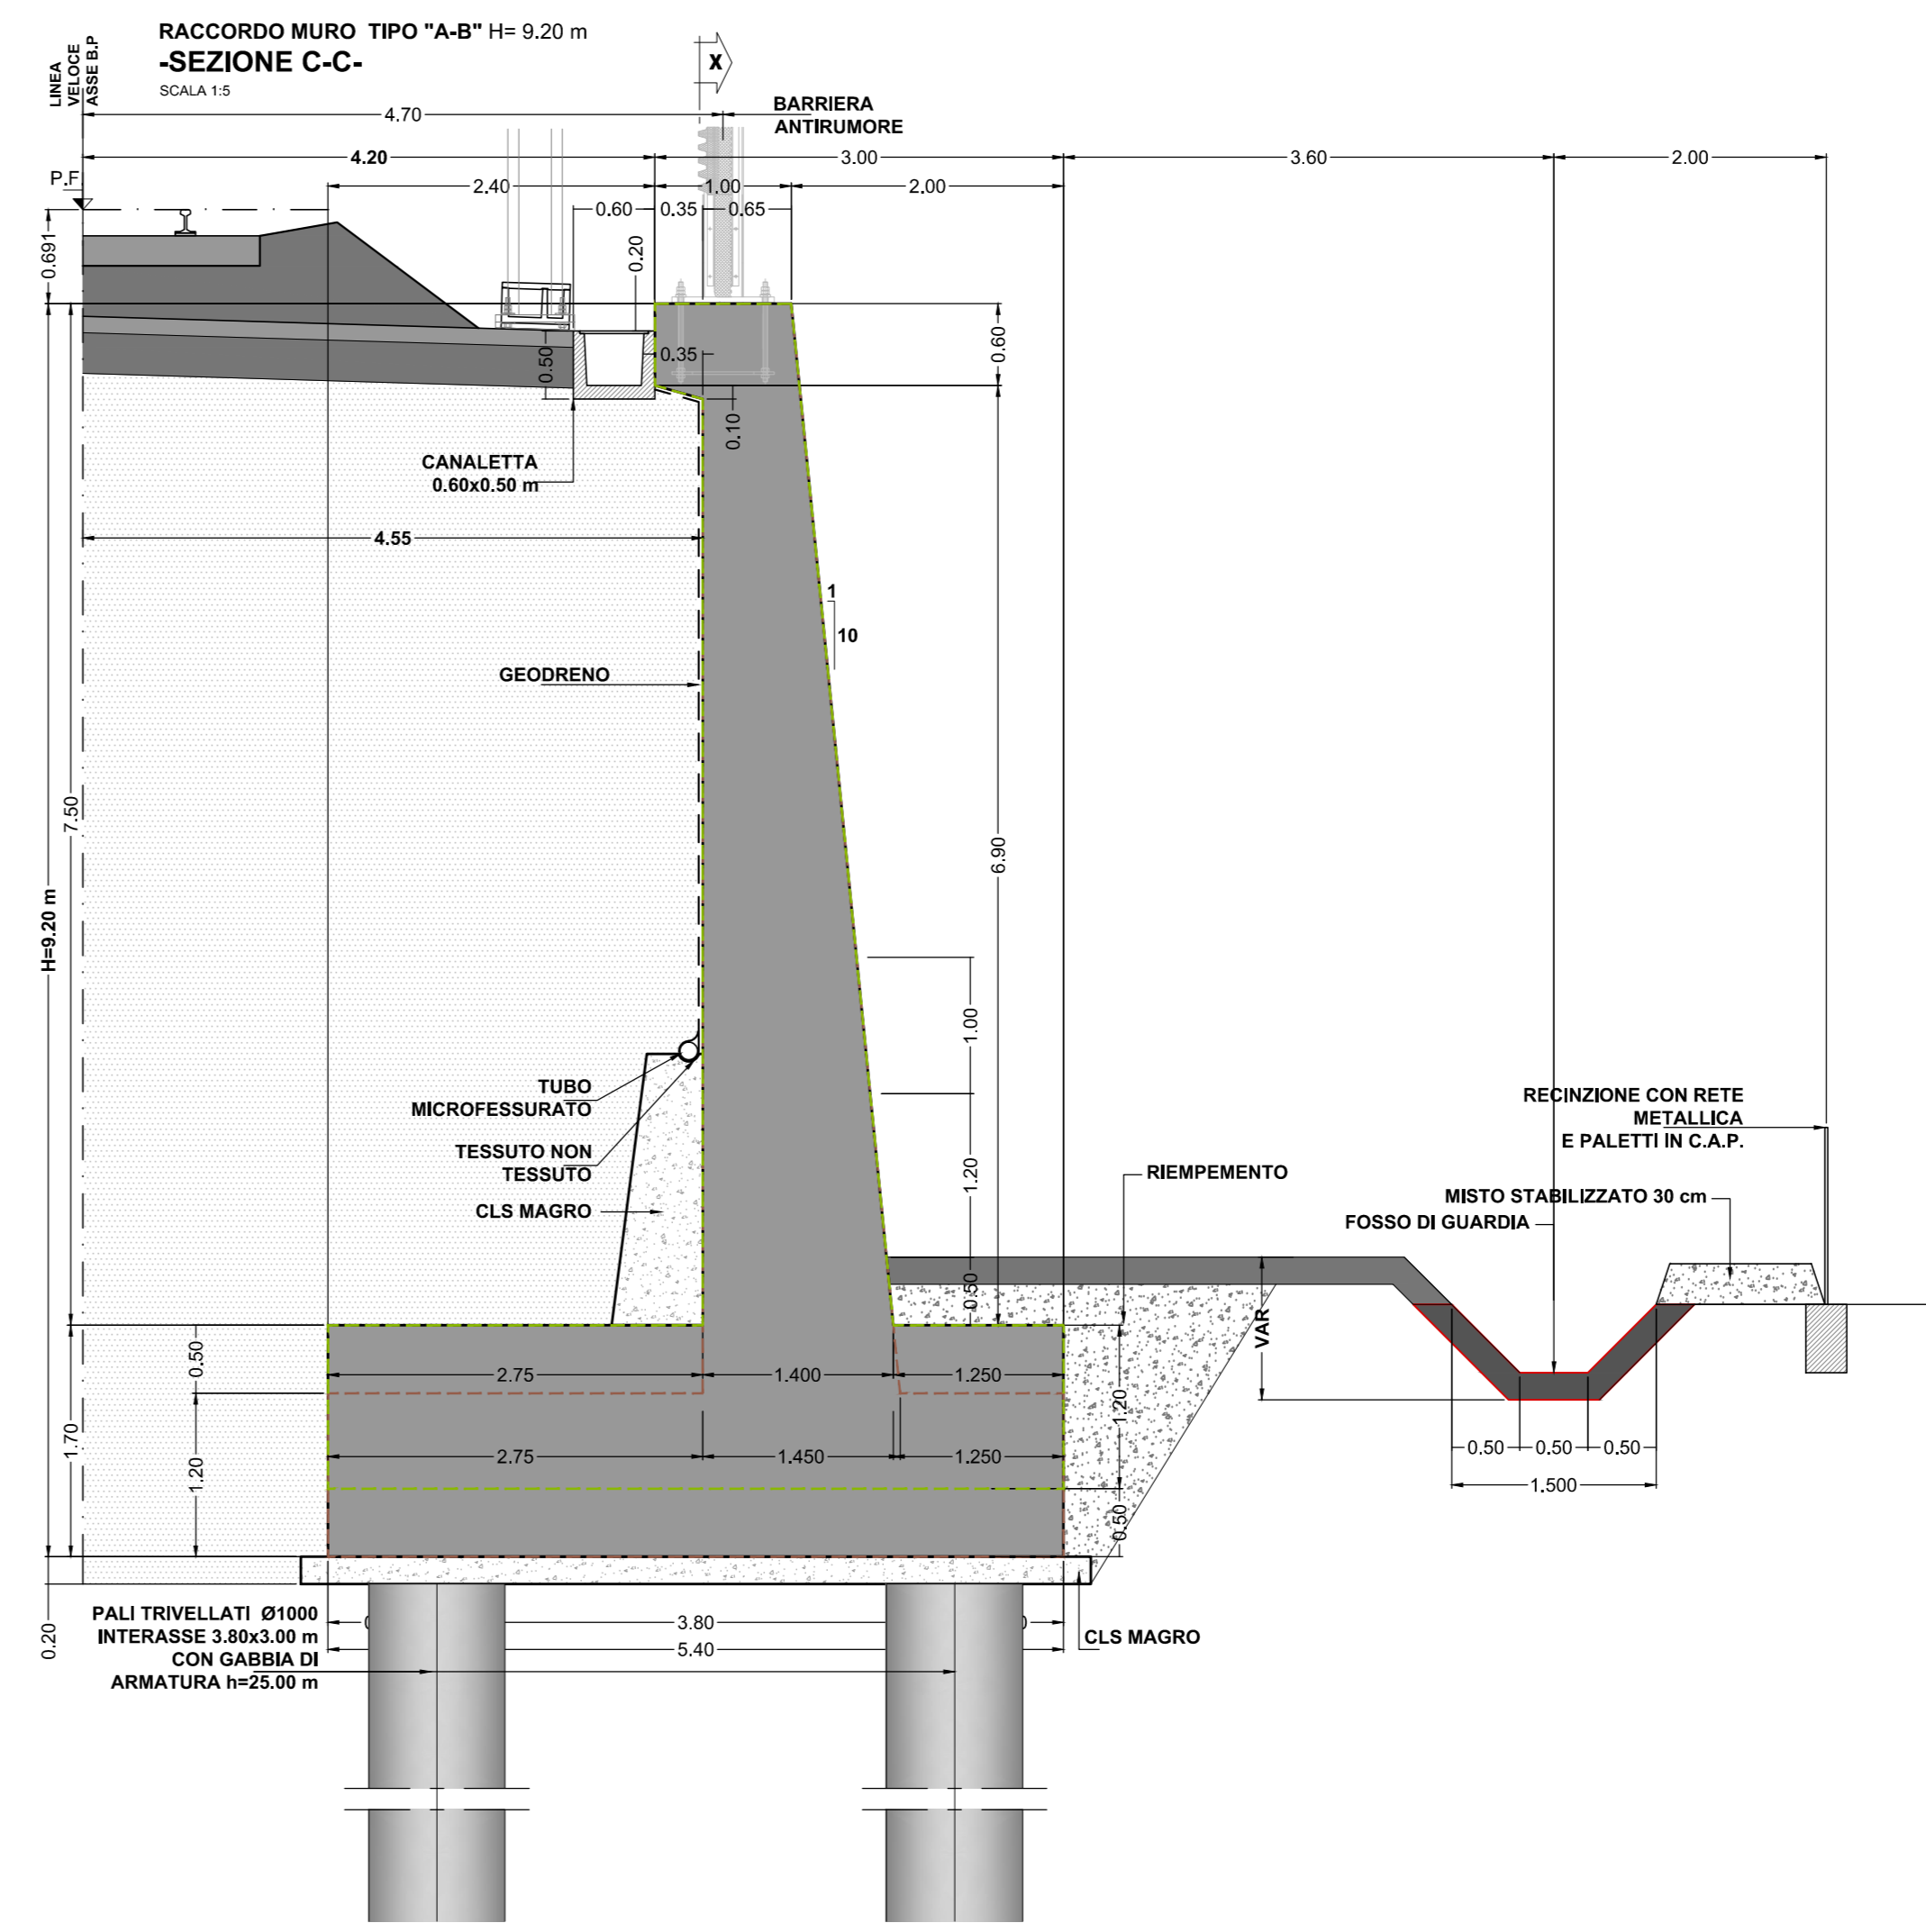 RACCORDO MURO TIPO "A-B" H= 9.20 m
-SEZIONE C-C-
SCALA 1:5
LINEA
VELOCE
ASSE B.P
X
BARRIERA
ANTIRUMORE
4.70
4.20
3.00
3.60
2.00
P.F
2.40
1.00
2.00
0.60
0.35
0.65
0.691
0.20
0.50
0.35
0.60
0.10
CANALETTA
0.60x0.50 m
4.55
1
10
GEODRENO
7.50
6.90
H=9.20 m
1.00
TUBO
MICROFESSURATO
TESSUTO NON
TESSUTO
CLS MAGRO
1.20
RIEMPEMENTO
RECINZIONE CON RETE
METALLICA
E PALETTI IN C.A.P.
MISTO STABILIZZATO 30 cm
FOSSO DI GUARDIA
0.50
VAR
0.50
2.75
1.400
1.250
1.20
1.70
1.20
2.75
1.450
1.250
0.50
0.50
0.50
0.50
1.500
0.20
PALI TRIVELLATI Ø1000
INTERASSE 3.80x3.00 m
CON GABBIA DI
ARMATURA h=25.00 m
3.80
5.40
CLS MAGRO